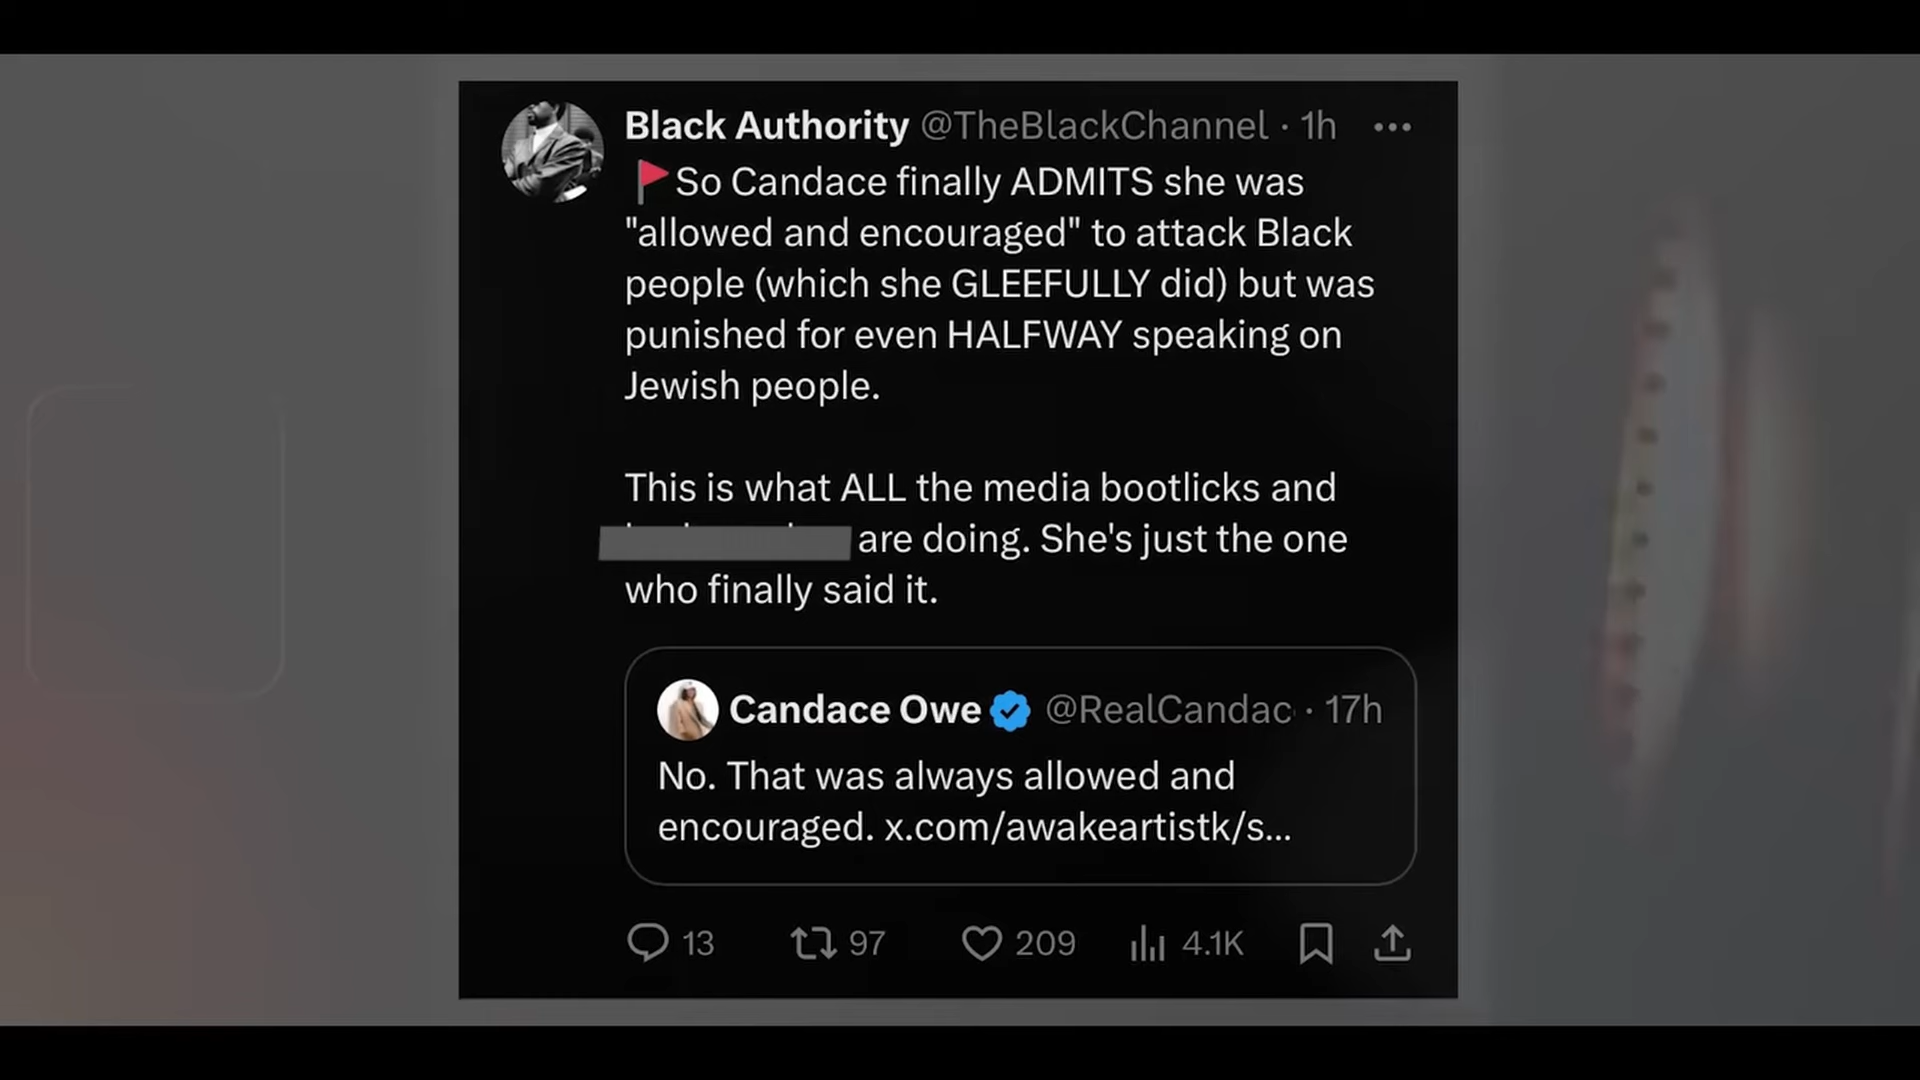 Black Authority @TheBlackChannel · 1h
🚩So Candace finally ADMITS she was
"allowed and encouraged" to attack Black
people (which she GLEEFULLY did) but was
punished for even HALFWAY speaking on
Jewish people.
This is what ALL the media bootlicks and
are doing. She's just the one
who finally said it.
Candace Owe @RealCandac · 17h
No. That was always allowed and
encouraged. x.com/awakeartistk/s...
13 97 209 4.1K